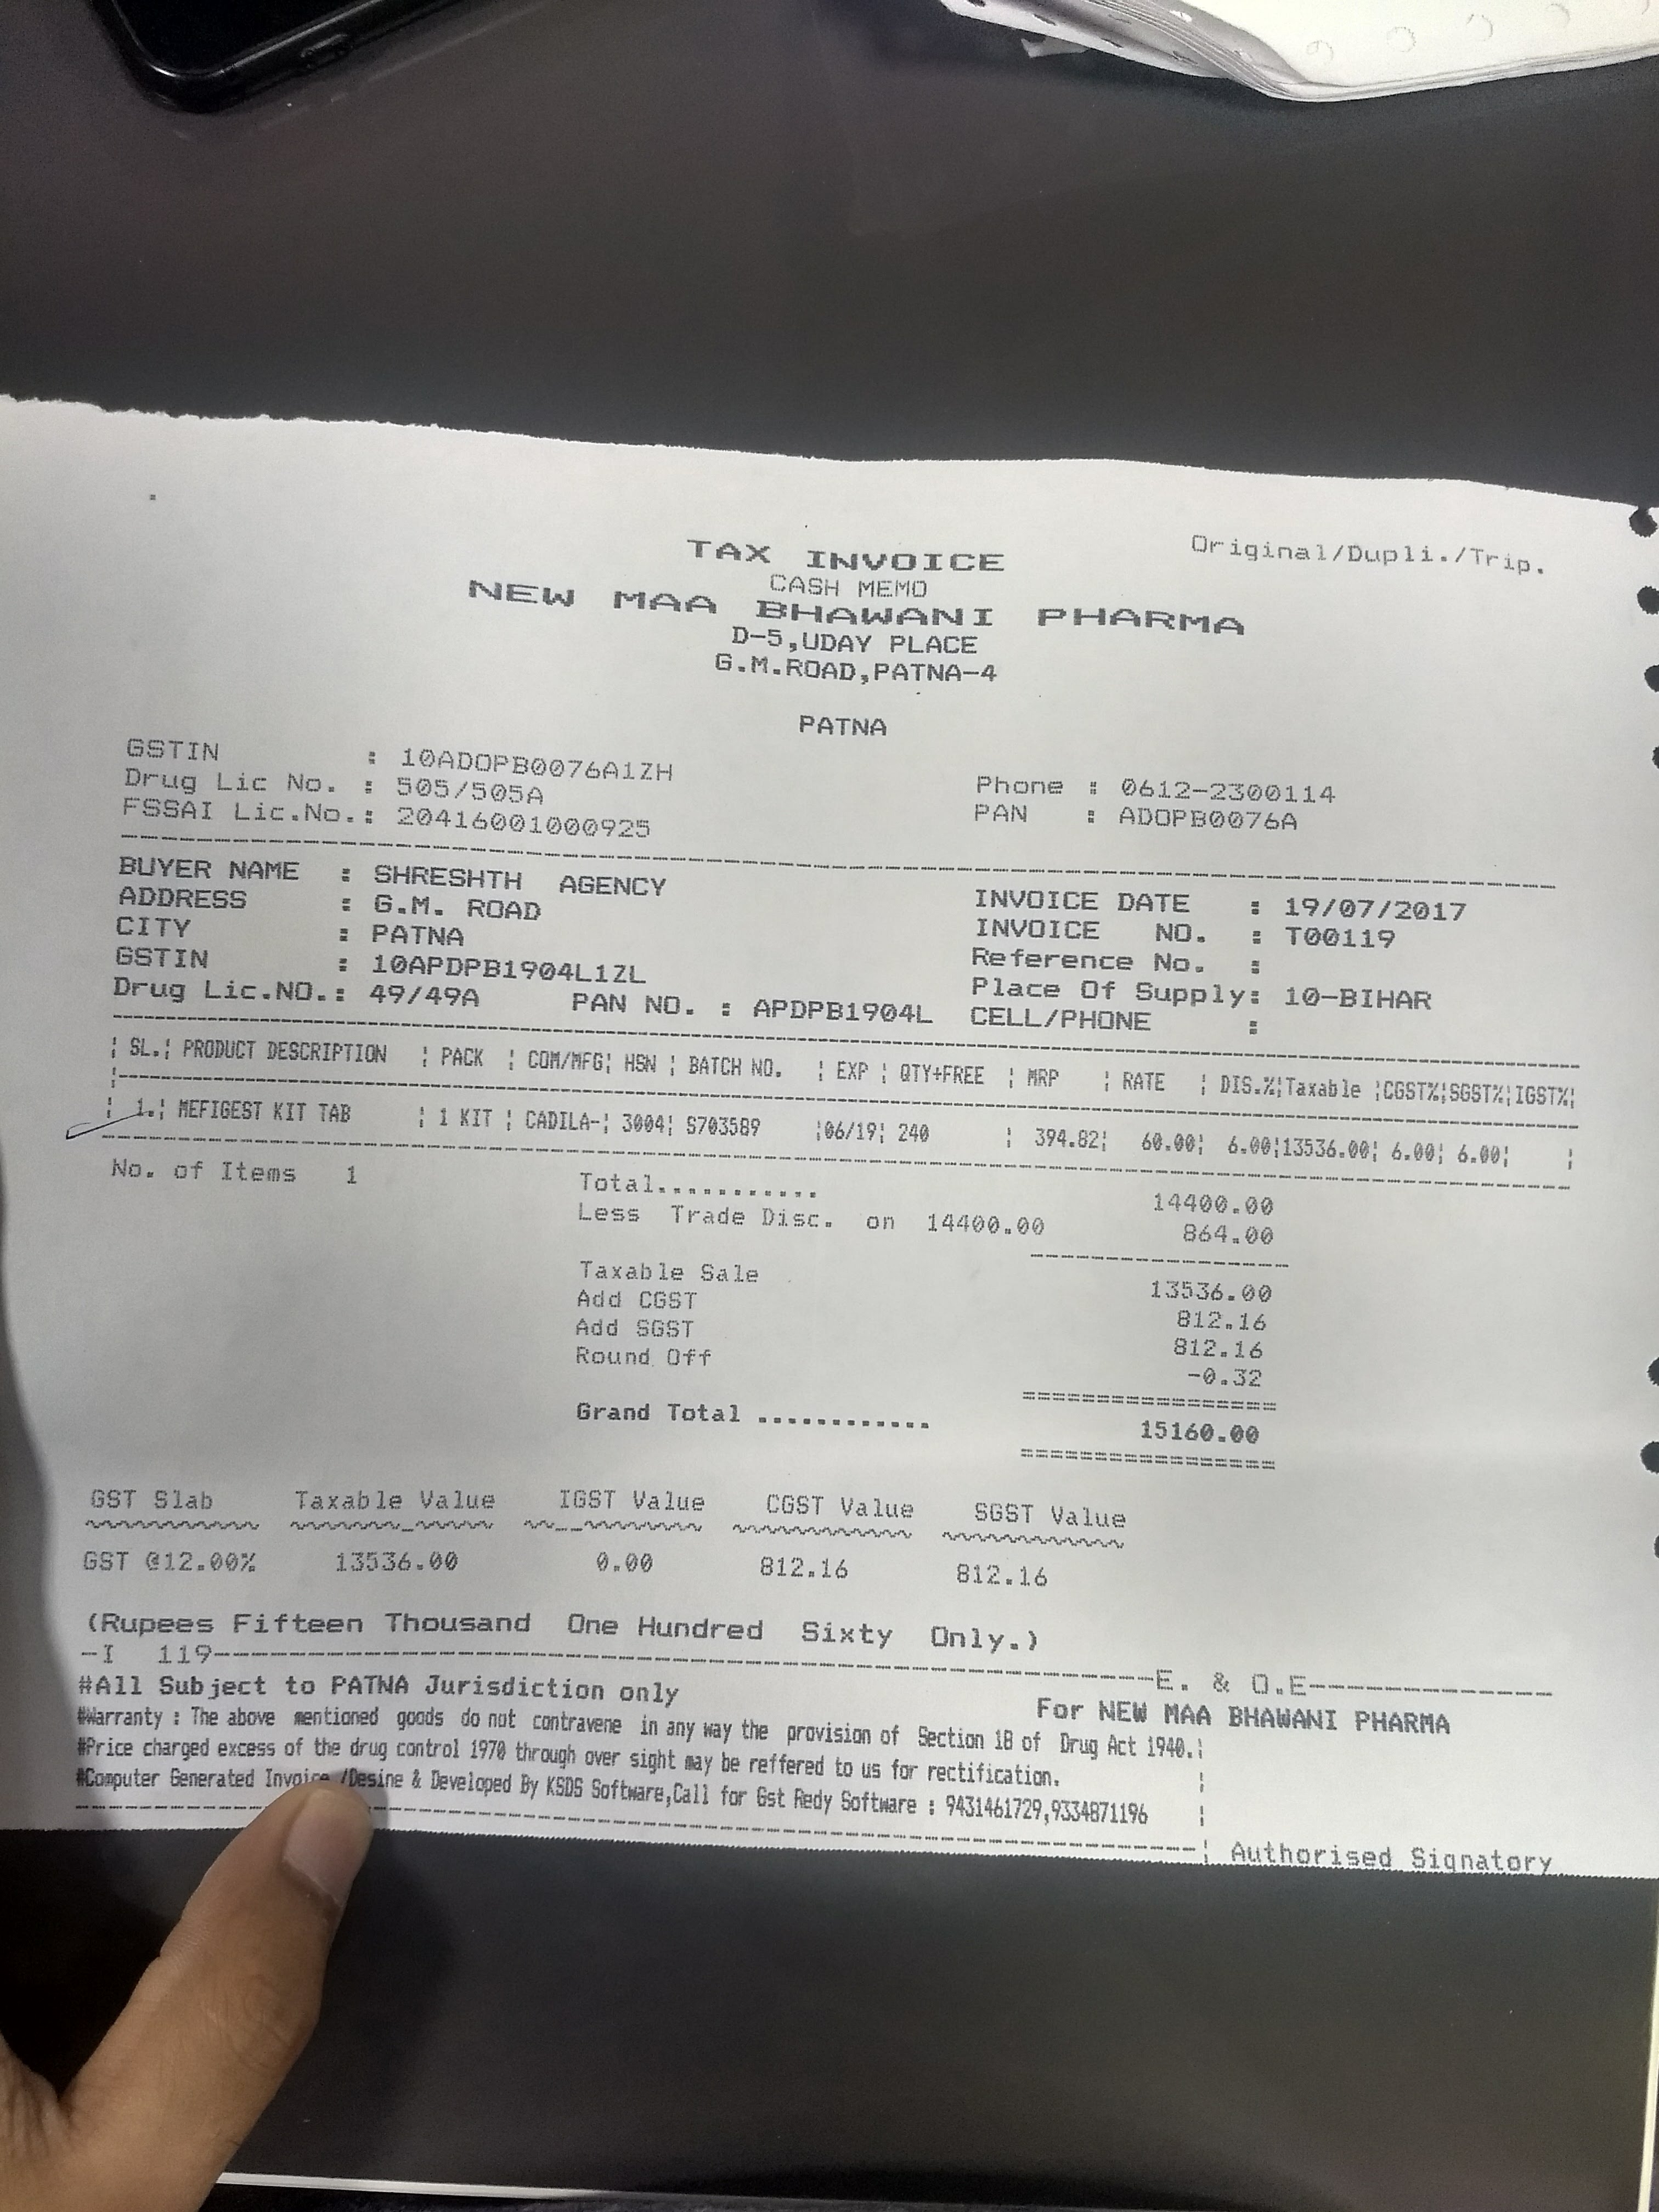 Original/Dupli./Trip.
TAX INVOICE
CASH MEMO
NEW MAA BHAWANI PHARMA
D-5,UDAY PLACE
G.M.ROAD,PATNA-4
PATNA
GSTIN : 10ADOPB0076A1ZH
Drug Lic No. : 505/505A Phone : 0612-2300114
FSSAI Lic.No.: 20416001000925 PAN : ADOPB0076A
BUYER NAME : SHRESHTH AGENCY INVOICE DATE : 19/07/2017
ADDRESS : G.M. ROAD INVOICE NO. : T00119
CITY : PATNA Reference No. :
GSTIN : 10APDPB1904L1ZL Place Of Supply: 10-BIHAR
Drug Lic.NO.: 49/49A PAN NO. : APDPB1904L CELL/PHONE :
¦ SL.¦ PRODUCT DESCRIPTION ¦ PACK ¦ COM/MFG¦ HSN ¦ BATCH NO. ¦ EXP ¦ QTY+FREE ¦ MRP ¦ RATE ¦ DIS.%¦Taxable ¦CGST%¦SGST%¦IGST%¦
¦ 1.¦ MEFIGEST KIT TAB ¦ 1 KIT ¦ CADILA-¦ 3004¦ S703589 ¦06/19¦ 240 ¦ 394.82¦ 60.00¦ 6.00¦13536.00¦ 6.00¦ 6.00¦ ¦
No. of Items 1 Total........... 14400.00
Less Trade Disc. on 14400.00 864.00
Taxable Sale 13536.00
Add CGST 812.16
Add SGST 812.16
Round Off -0.32
Grand Total ............ 15160.00
GST Slab Taxable Value IGST Value CGST Value SGST Value
GST @12.00% 13536.00 0.00 812.16 812.16
(Rupees Fifteen Thousand One Hundred Sixty Only.)
-I 119--------E. & O.E--------
#All Subject to PATNA Jurisdiction only For NEW MAA BHAWANI PHARMA
#Warranty : The above mentioned goods do not contravene in any way the provision of Section 18 of Drug Act 1940.¦
#Price charged excess of the drug control 1970 through over sight may be reffered to us for rectification. ¦
#Computer Generated Invoice /Desine & Developed By KSDS Software,Call for Gst Redy Software : 9431461729,9334871196 ¦
¦ Authorised Signatory